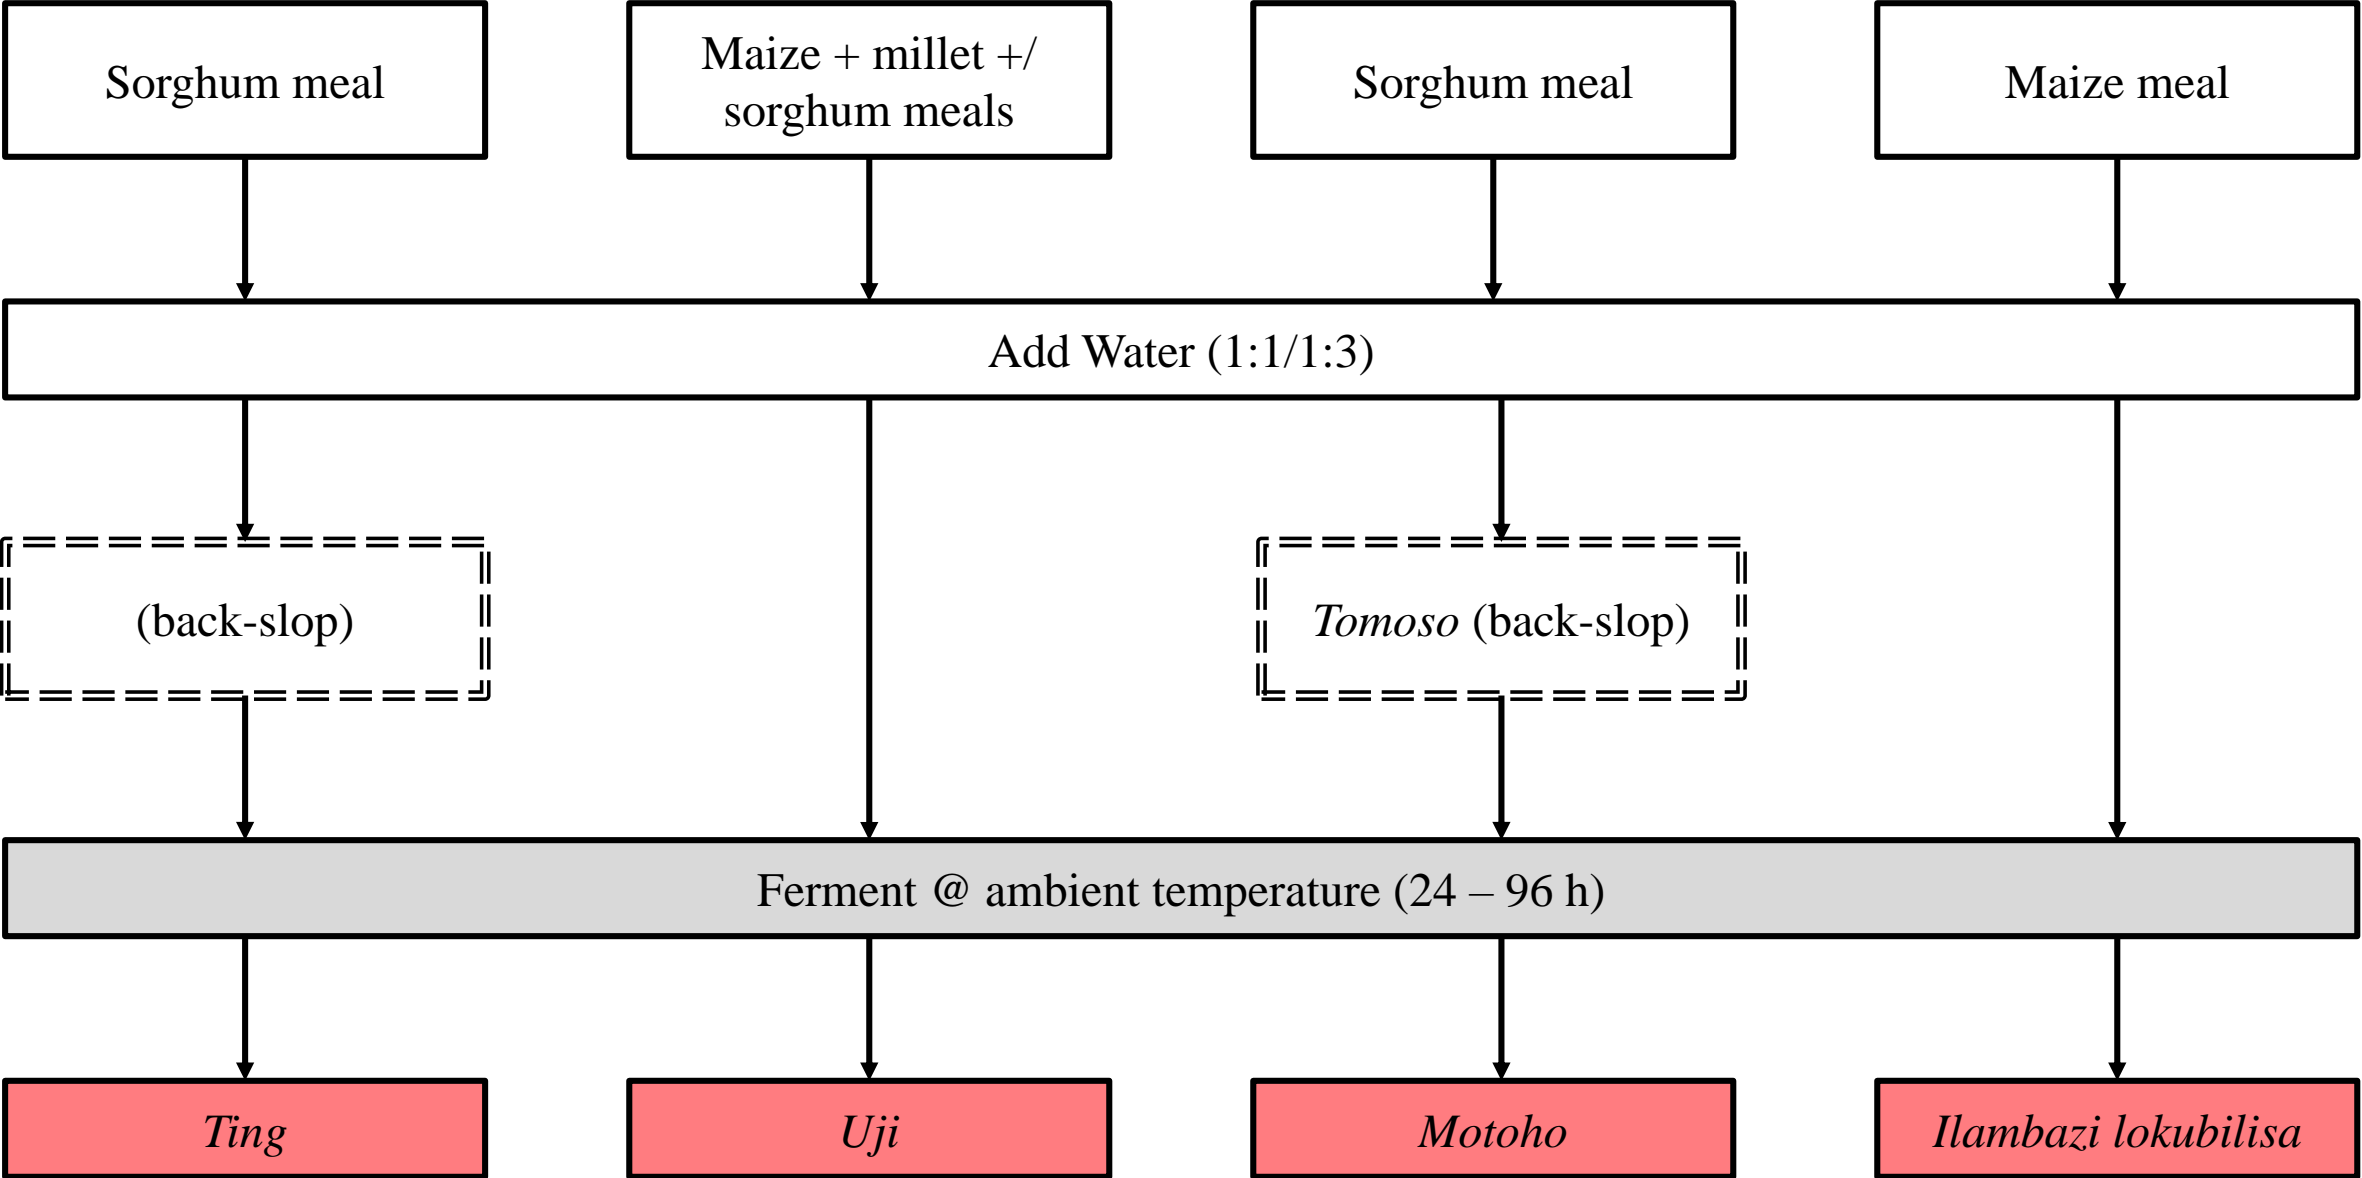 Sorghum meal
Maize + millet +/
sorghum meals
Sorghum meal
Maize meal
Add Water (1:1/1:3)
(back-slop)
Tomoso (back-slop)
Ferment @ ambient temperature (24 – 96 h)
Ting
Uji
Motoho
Ilambazi lokubilisa